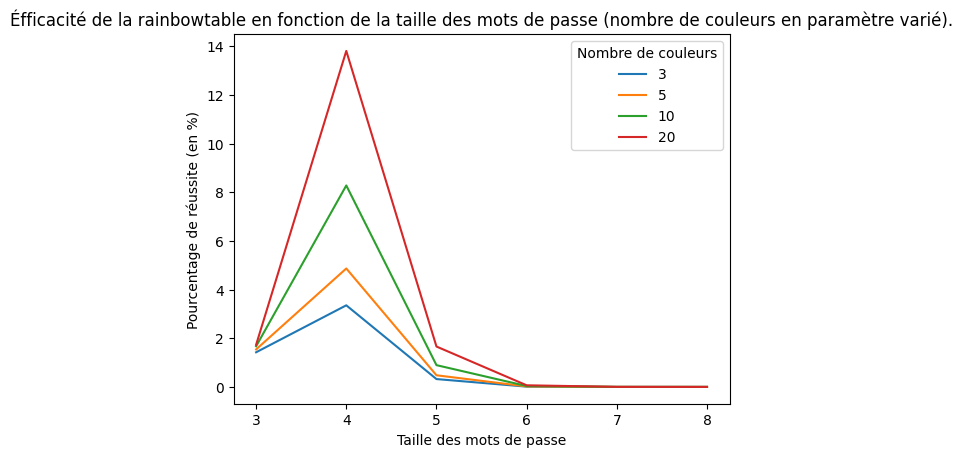 Éfficacité de la rainbowtable en fonction de la taille des mots de passe (nombre de couleurs en paramètre varié).
14
12
10
8
6
4
2
0
Pourcentage de réussite (en %)
Nombre de couleurs
3
5
10
20
3 4 5 6 7 8
Taille des mots de passe